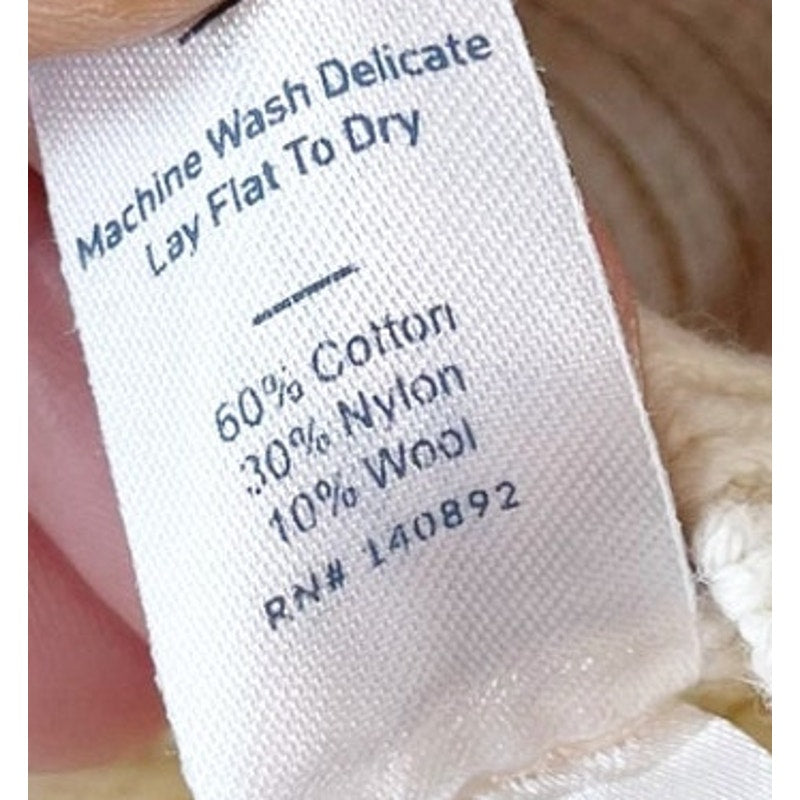 Machine Wash Delicate
Lay Flat To Dry
60% Cotton
30% Nylon
10% Wool
RN# 140892